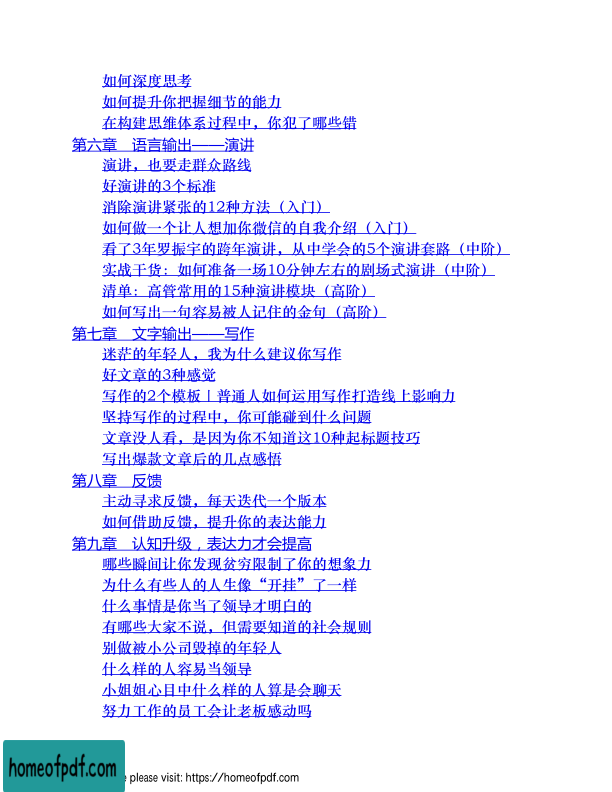 如何深度思考
如何提升你把握细节的能力
在构建思维体系过程中，你犯了哪些错
第六章　语言输出——演讲
演讲，也要走群众路线
好演讲的3个标准
消除演讲紧张的12种方法（入门）
如何做一个让人想加你微信的自我介绍（入门）
看了3年罗振宇的跨年演讲，从中学会的5个演讲套路（中阶）
实战干货：如何准备一场10分钟左右的剧场式演讲（中阶）
清单：高管常用的15种演讲模块（高阶）
如何写出一句容易被人记住的金句（高阶）
第七章　文字输出——写作
迷茫的年轻人，我为什么建议你写作
好文章的3种感觉
写作的2个模板｜普通人如何运用写作打造线上影响力
坚持写作的过程中，你可能碰到什么问题
文章没人看，是因为你不知道这10种起标题技巧
写出爆款文章后的几点感悟
第八章　反馈
主动寻求反馈，每天迭代一个版本
如何借助反馈，提升你的表达能力
第九章　认知升级，表达力才会提高
哪些瞬间让你发现贫穷限制了你的想象力
为什么有些人的人生像“开挂”了一样
什么事情是你当了领导才明白的
有哪些大家不说，但需要知道的社会规则
别做被小公司毁掉的年轻人
什么样的人容易当领导
小姐姐心目中什么样的人算是会聊天
努力工作的员工会让老板感动吗
homeofpdf.com
e please visit: https://homeofpdf.com